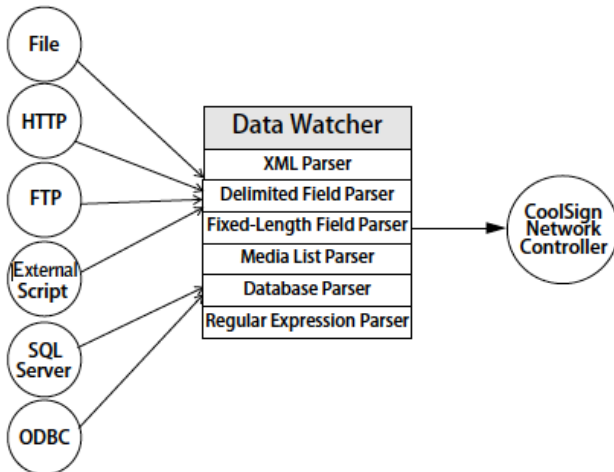 File
HTTP
FTP
External
Script
SQL
Server
ODBC
Data Watcher
XML Parser
Delimited Field Parser
Fixed-Length Field Parser
Media List Parser
Database Parser
Regular Expression Parser
CoolSign
Network
Controller